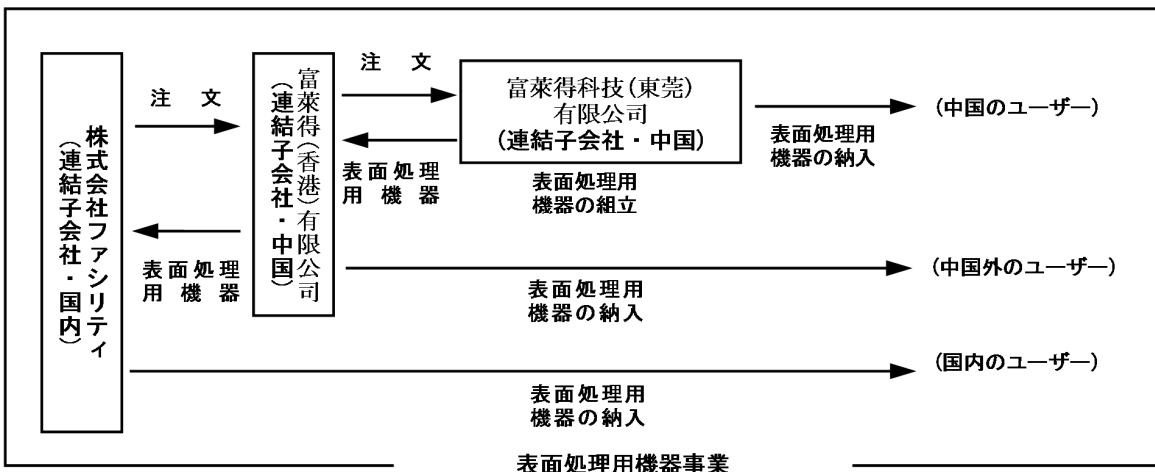 株式会社ファシリティ
（連結子会社・国内）
注文
表面処理
用機器
富萊得（香港）有限公司
（連結子会社・中国）
注文
表面処理
用機器
富萊得科技（東莞）
有限公司
（連結子会社・中国）
表面処理用
機器の組立
表面処理用
機器の納入
（中国のユーザー）
表面処理用
機器の納入
（中国外のユーザー）
表面処理用
機器の納入
（国内のユーザー）
表面処理用機器事業